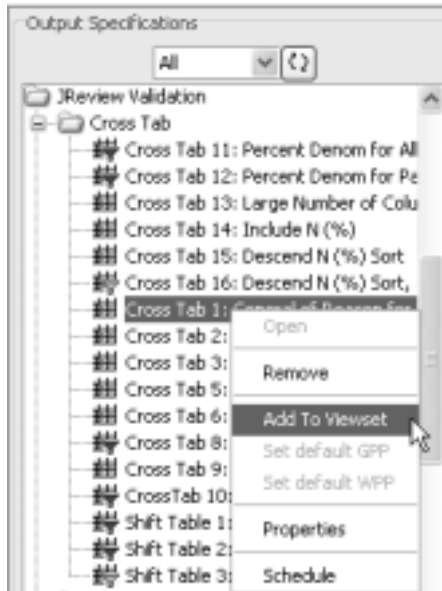 Output Specifications
All
JReview Validation
Cross Tab
Cross Tab 11: Percent Denom for All
Cross Tab 12: Percent Denom for Pa
Cross Tab 13: Large Number of Colu
Cross Tab 14: Include N (%)
Cross Tab 15: Descend N (%) Sort
Cross Tab 16: Descend N (%) Sort,
Cross Tab 1: General of Reason for
Cross Tab 2:
Cross Tab 3:
Cross Tab 5:
Cross Tab 6:
Cross Tab 8:
Cross Tab 9:
CrossTab 10:
Shift Table 1:
Shift Table 2:
Shift Table 3:
Open
Remove
Add To Viewset
Set default GPP
Set default WPP
Properties
Schedule